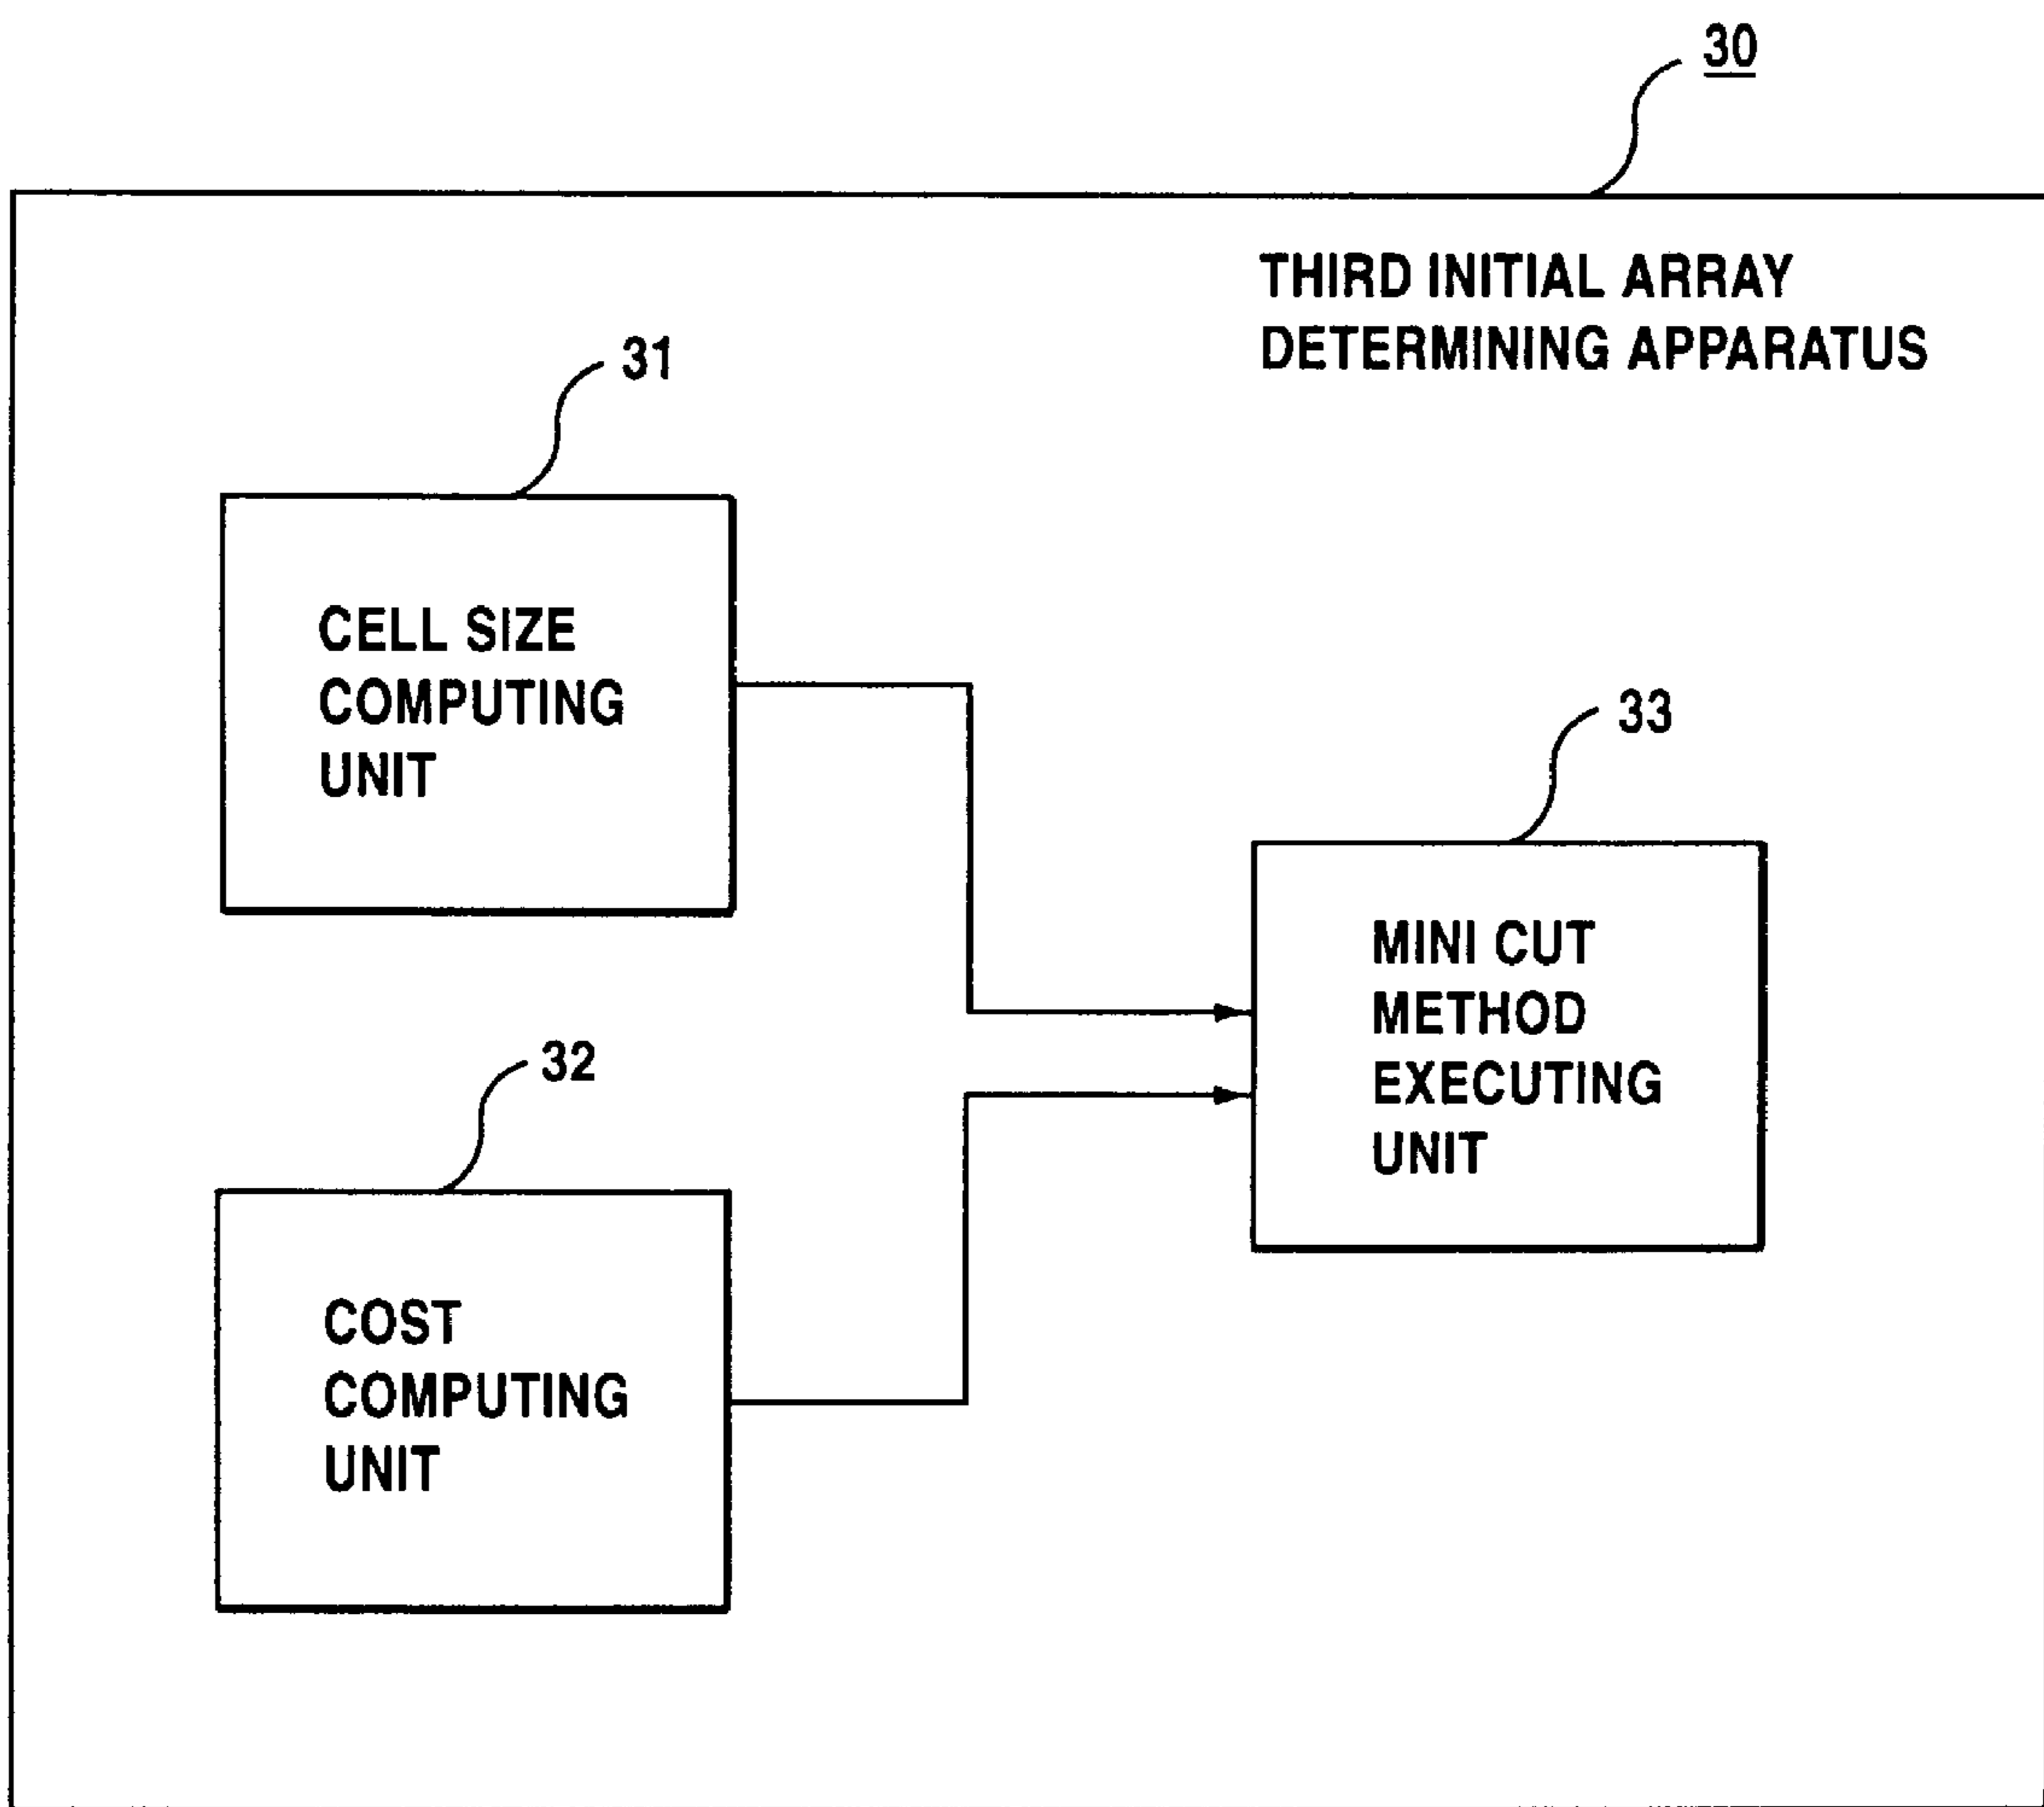 30
THIRD INITIAL ARRAY
DETERMINING APPARATUS
31
CELL SIZE
COMPUTING
UNIT
33
MINI CUT
METHOD
EXECUTING
UNIT
32
COST
COMPUTING
UNIT